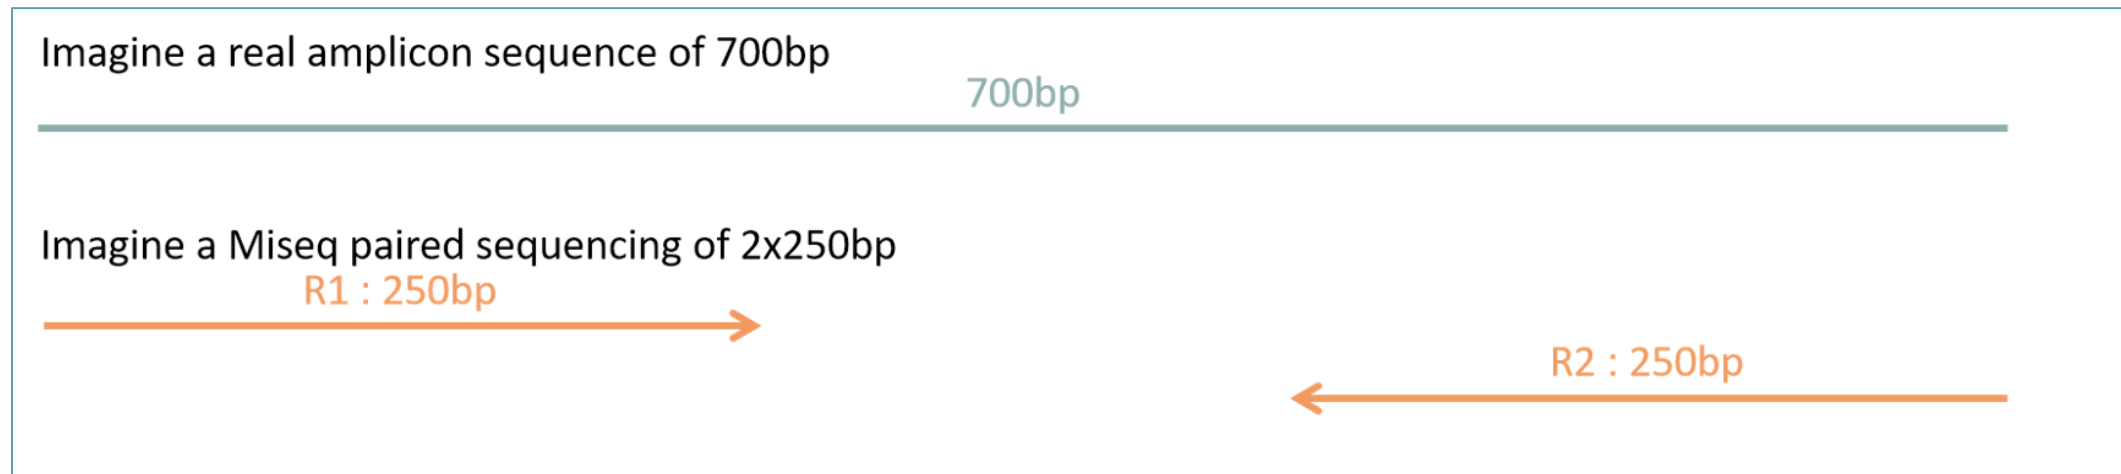 Imagine a real amplicon sequence of 700bp
700bp
Imagine a Miseq paired sequencing of 2x250bp
R1 : 250bp
R2 : 250bp